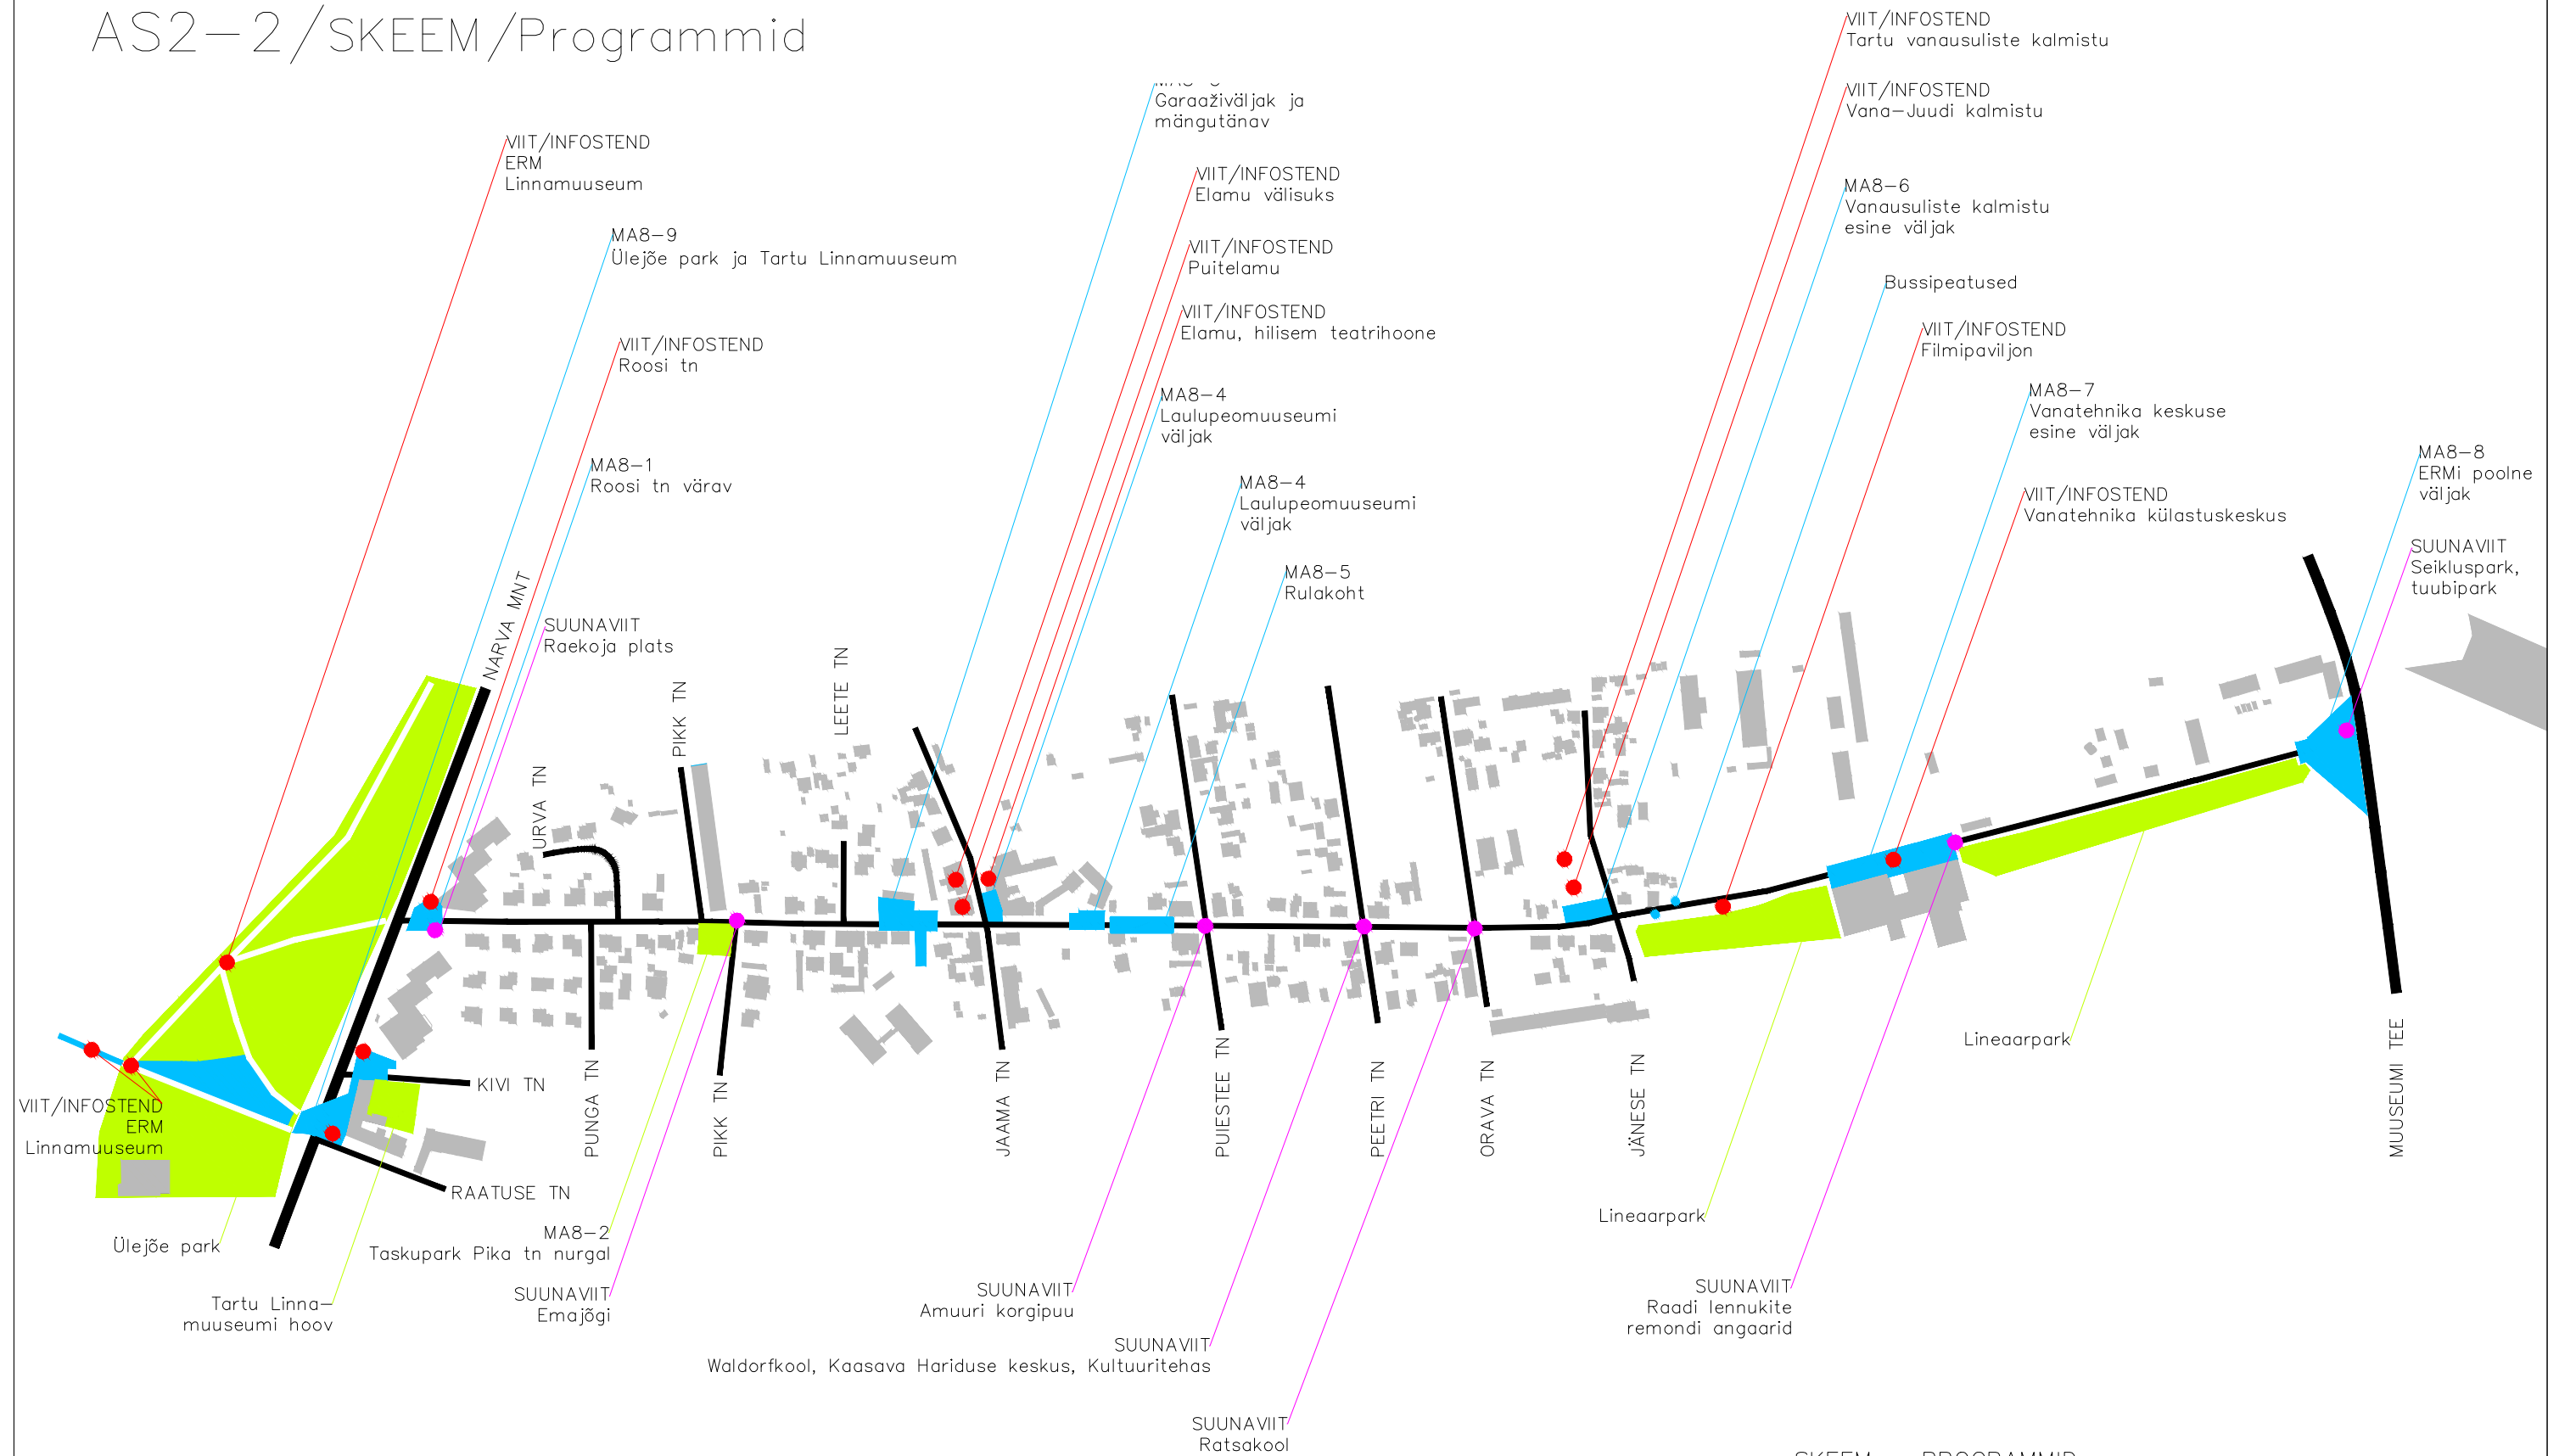 AS2-2/SKEEM/Programmid
VIIT/INFOSTEND
ERM
Linnamuuseum
MA8-9
Ülejõe park ja Tartu Linnamuuseum
VIIT/INFOSTEND
Roosi tn
MA8-1
Roosi tn värav
SUUNAVIIT
Raekoja plats
Garaaživäljak ja
mängutänav
VIIT/INFOSTEND
Elamu välisuks
VIIT/INFOSTEND
Puitelamu
VIIT/INFOSTEND
Elamu, hilisem teatrihoone
MA8-4
Laulupeomuuseumi
väljak
MA8-4
Laulupeomuuseumi
väljak
MA8-5
Rulakoht
VIIT/INFOSTEND
Tartu vanausuliste kalmistu
VIIT/INFOSTEND
Vana-Juudi kalmistu
MA8-6
Vanausuliste kalmistu
esine väljak
Bussipeatused
VIIT/INFOSTEND
Filmipaviljon
MA8-7
Vanatehnika keskuse
esine väljak
VIIT/INFOSTEND
Vanatehnika külastuskeskus
MA8-8
ERMi poolne
väljak
SUUNAVIIT
Seikluspark,
tuubipark
NARVA MNT
URVA TN
PIKK TN
LEETE TN
KIVI TN
RAATUSE TN
PUNGA TN
PIKK TN
JAAMA TN
PUIESTEE TN
PEETRI TN
ORAVA TN
JÄNESE TN
MUUSEUMI TEE
VIIT/INFOSTEND
ERM
Linnamuuseum
Ülejõe park
Tartu Linna-
muuseumi hoov
MA8-2
Taskupark Pika tn nurgal
SUUNAVIIT
Emajõgi
SUUNAVIIT
Amuuri korgipuu
SUUNAVIIT
Waldorfkool, Kaasava Hariduse keskus, Kultuuritehas
SUUNAVIIT
Ratsakool
Lineaarpark
SUUNAVIIT
Raadi lennukite
remondi angaarid
Lineaarpark